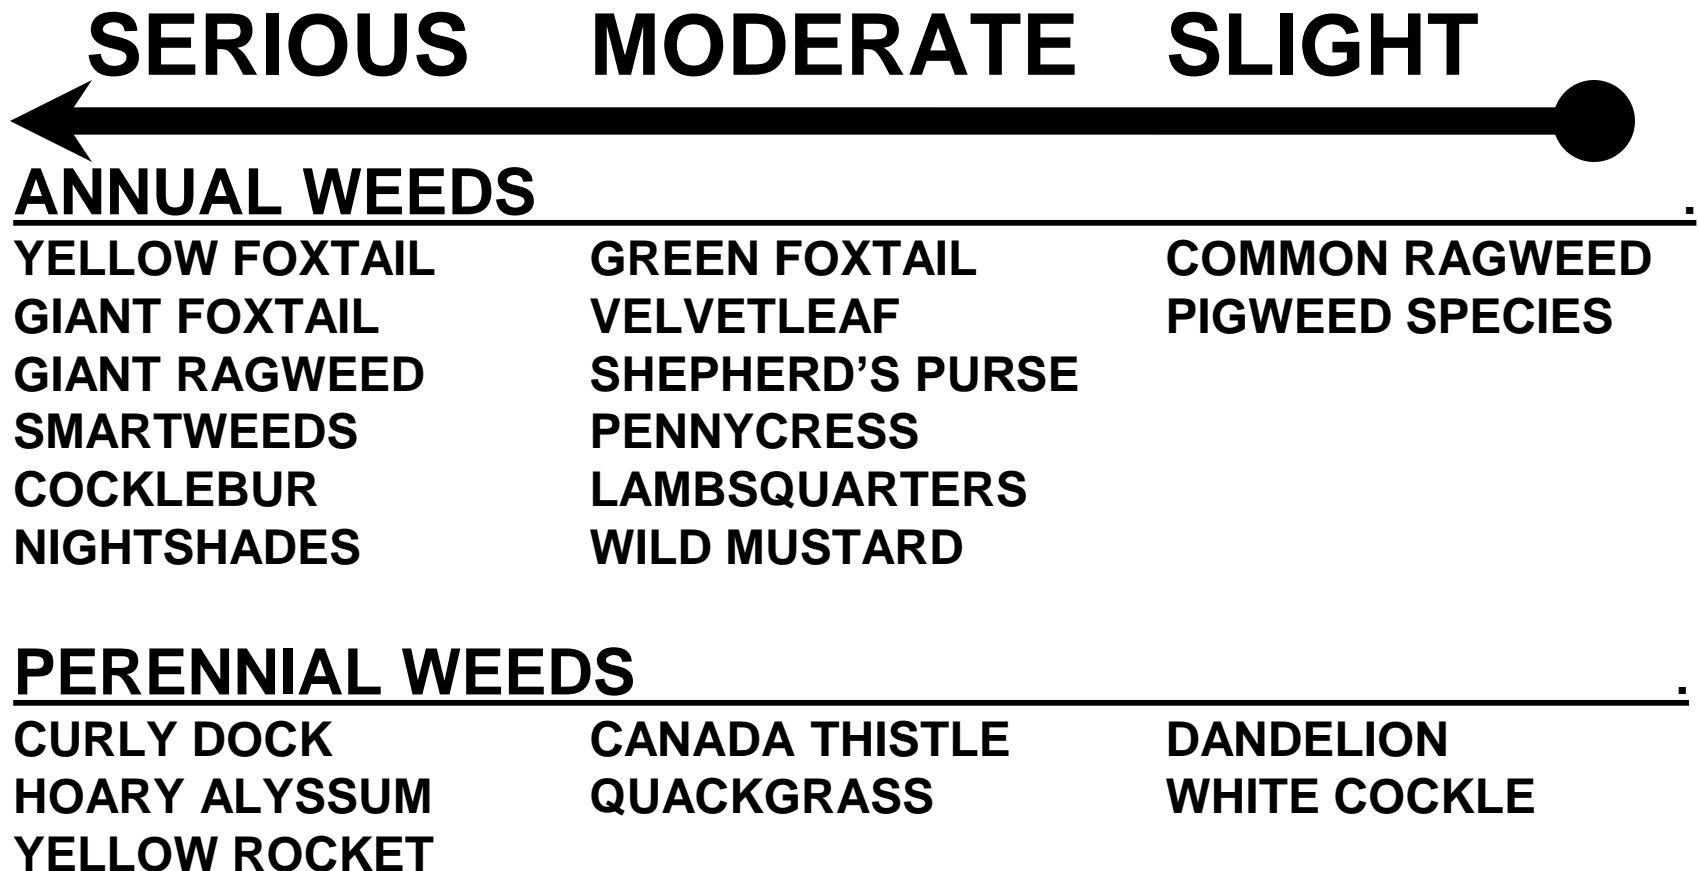 SERIOUS MODERATE SLIGHT
ANNUAL WEEDS .
YELLOW FOXTAIL GREEN FOXTAIL COMMON RAGWEED
GIANT FOXTAIL VELVETLEAF PIGWEED SPECIES
GIANT RAGWEED SHEPHERD’S PURSE
SMARTWEEDS PENNYCRESS
COCKLEBUR LAMBSQUARTERS
NIGHTSHADES WILD MUSTARD
PERENNIAL WEEDS .
CURLY DOCK CANADA THISTLE DANDELION
HOARY ALYSSUM QUACKGRASS WHITE COCKLE
YELLOW ROCKET